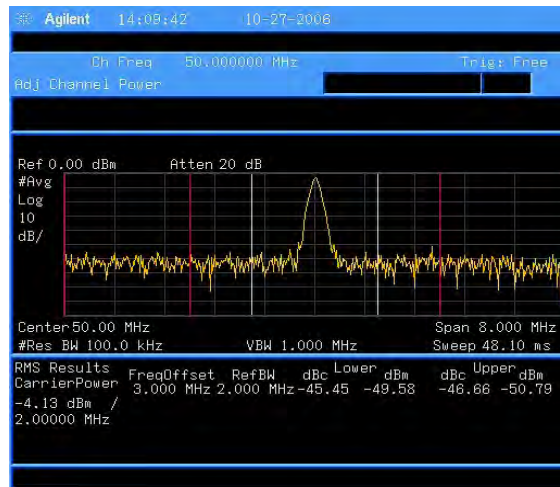 Agilent 14:09:42 10-27-2006
Ch Freq 50.000000 MHz Trig: Free
Adj Channel Power
Ref 0.00 dBm Atten 20 dB
#Avg
Log
10
dB/
Center 50.00 MHz Span 8.000 MHz
#Res BW 100.0 kHz VBW 1.000 MHz Sweep 48.10 ms
RMS Results FreqOffset RefBW dBc Lower dBm dBc Upper dBm
CarrierPower 3.000 MHz 2.000 MHz -45.45 -49.58 -46.66 -50.79
-4.13 dBm /
2.00000 MHz